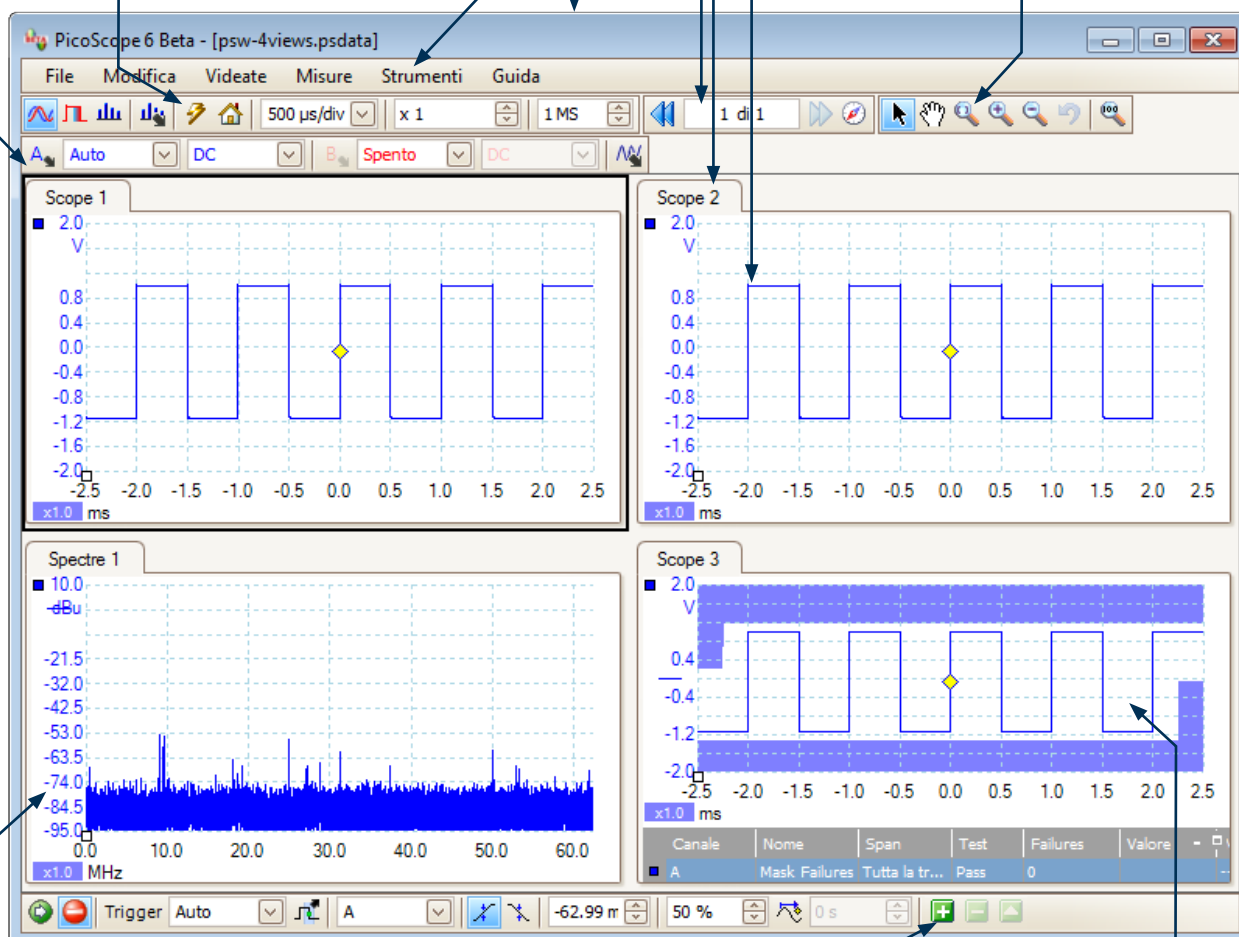 PicoScope 6 Beta - [psw-4views.psdata]
File Modifica Videate Misure Strumenti Guida
500 µs/div x 1 1 MS 1 di 1 100
A Auto DC B Spento DC
Scope 1
2.0
V
0.8
0.4
0.0
-0.4
-0.8
-1.2
-1.6
-2.0
-2.5 -2.0 -1.5 -1.0 -0.5 0.0 0.5 1.0 1.5 2.0 2.5
x1.0 ms
Scope 2
2.0
V
0.8
0.4
0.0
-0.4
-0.8
-1.2
-1.6
-2.0
-2.5 -2.0 -1.5 -1.0 -0.5 0.0 0.5 1.0 1.5 2.0 2.5
x1.0 ms
Spectre 1
10.0
dBu
-21.5
-32.0
-42.5
-53.0
-63.5
-74.0
-84.5
-95.0
0.0 10.0 20.0 30.0 40.0 50.0 60.0
x1.0 MHz
Scope 3
2.0
V
0.4
-0.4
-1.2
-2.0
-2.5 -2.0 -1.5 -1.0 -0.5 0.0 0.5 1.0 1.5 2.0 2.5
x1.0 ms
Canale Nome Span Test Failures Valore
A Mask Failures Tutta la tr... Pass 0
Trigger Auto A -62.99 m 50 % 0 s